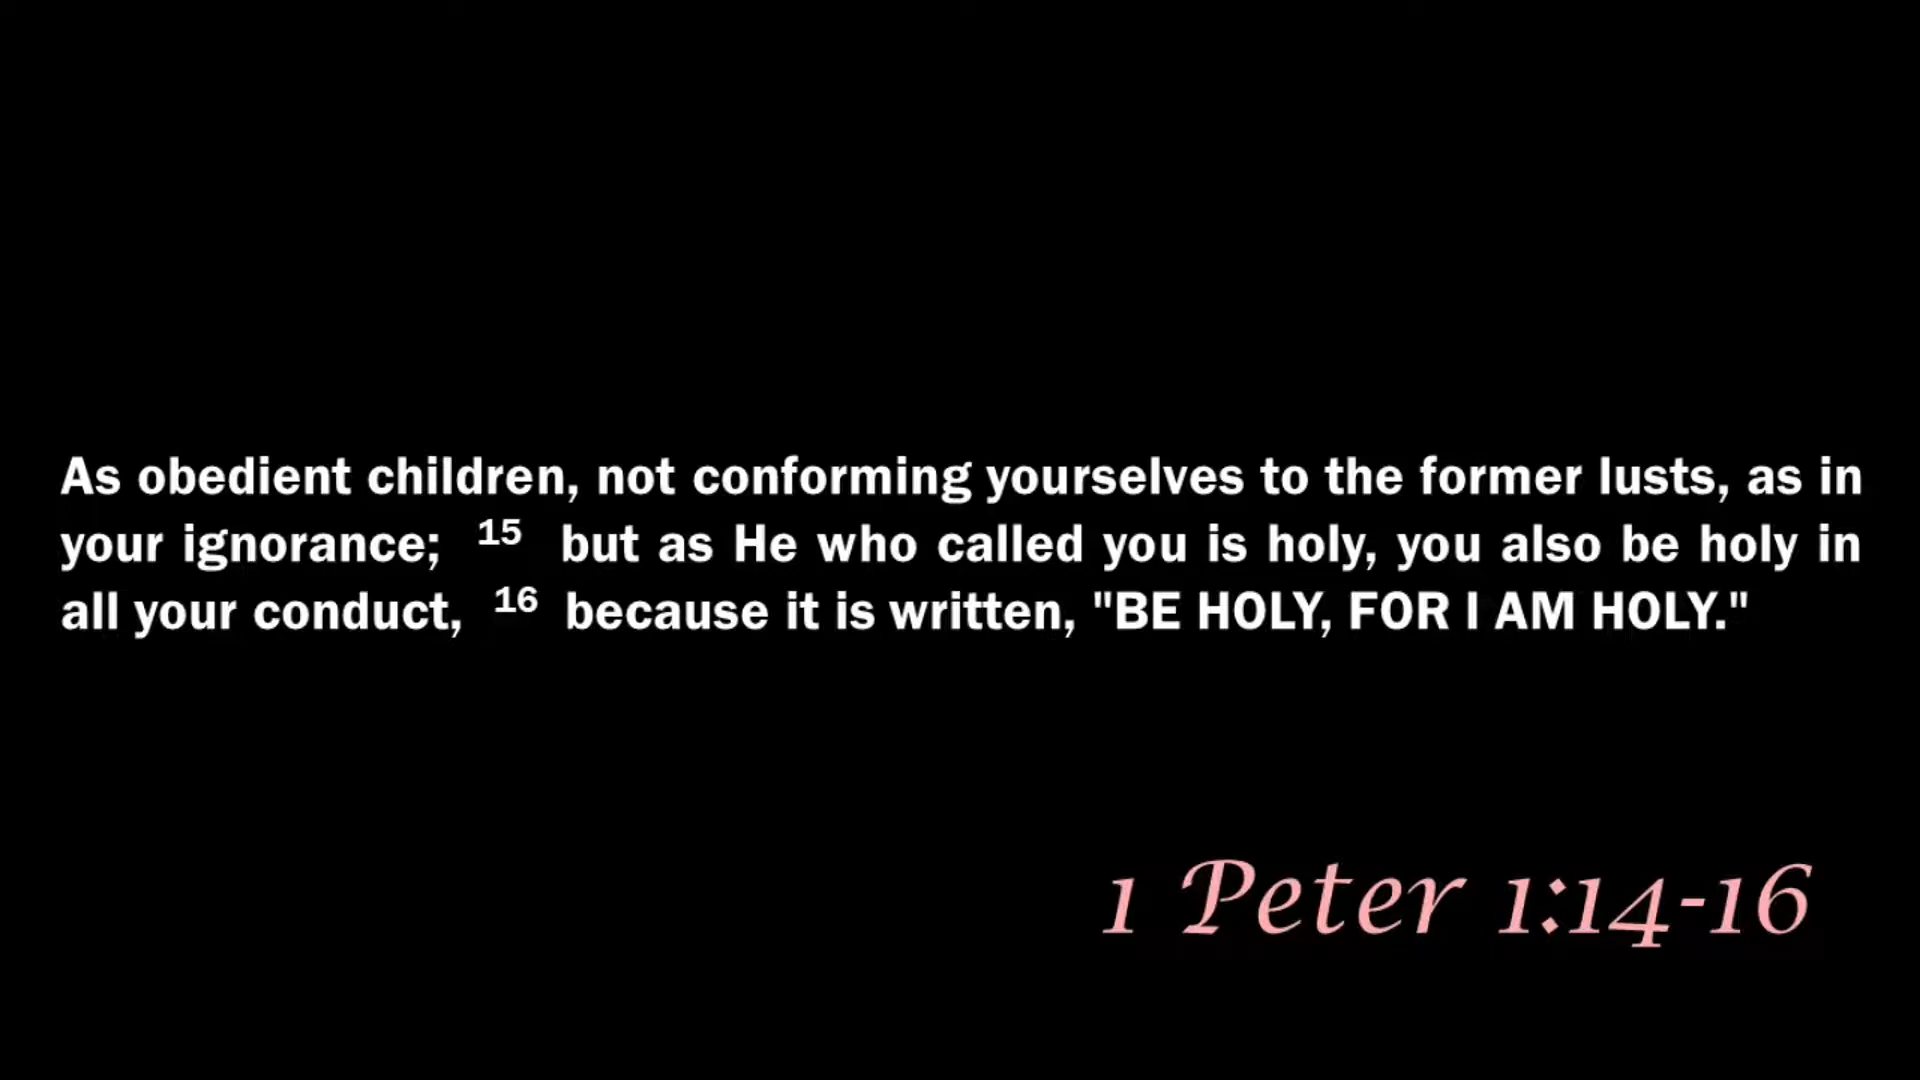 As obedient children, not conforming yourselves to the former lusts, as in
your ignorance; 15 but as He who called you is holy, you also be holy in
all your conduct, 16 because it is written, "BE HOLY, FOR I AM HOLY."
1 Peter 1:14-16